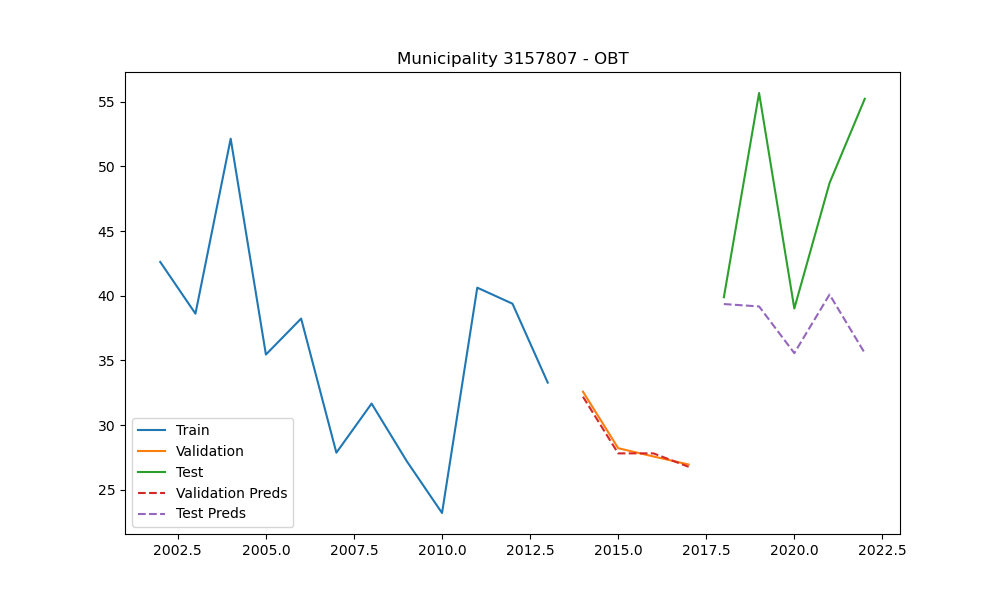 Municipality 3157807 - OBT
55
50
45
40
35
30
25
Train
Validation
Test
Validation Preds
Test Preds
2002.5 2005.0 2007.5 2010.0 2012.5 2015.0 2017.5 2020.0 2022.5